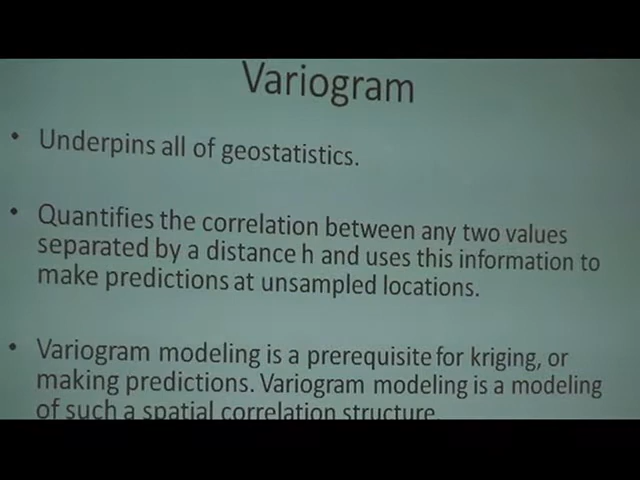 Variogram
• Underpins all of geostatistics.
• Quantifies the correlation between any two values
separated by a distance h and uses this information to
make predictions at unsampled locations.
• Variogram modeling is a prerequisite for kriging, or
making predictions. Variogram modeling is a modeling
of such a spatial correlation structure.